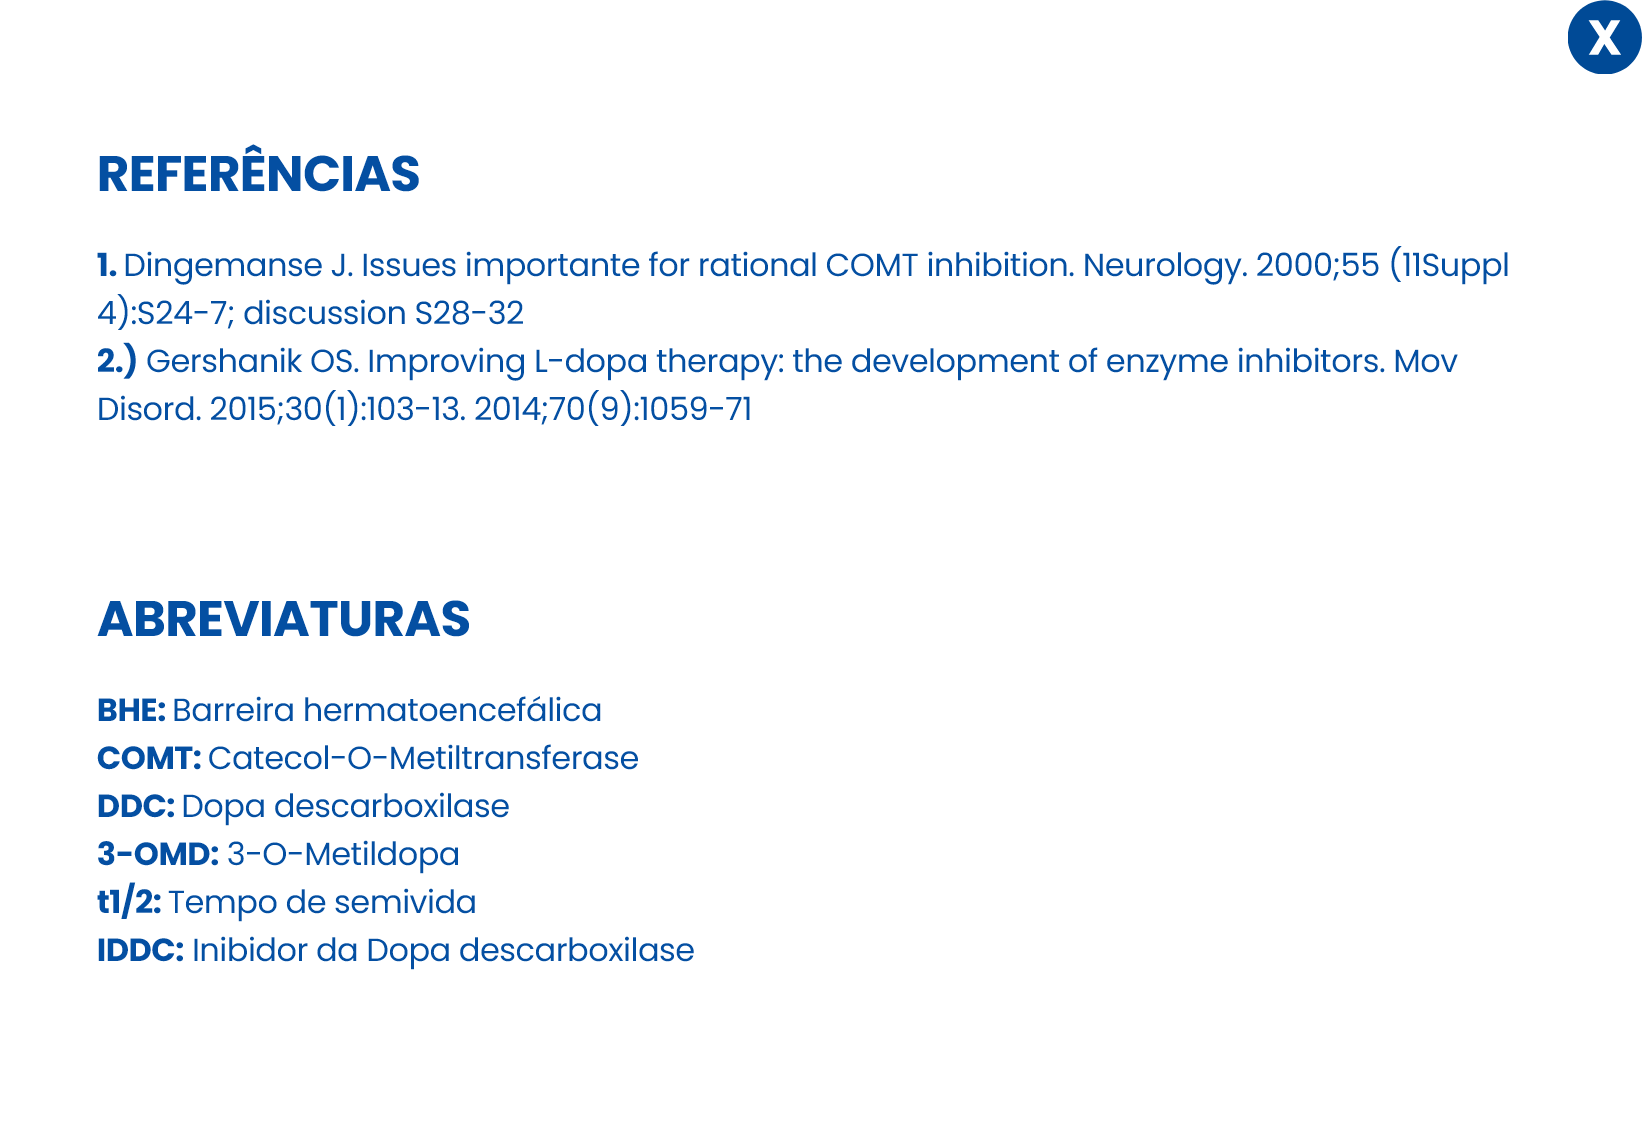 X
REFERÊNCIAS
1. Dingemanse J. Issues importante for rational COMT inhibition. Neurology. 2000;55 (11Suppl
4):S24-7; discussion S28-32
2.) Gershanik OS. Improving L-dopa therapy: the development of enzyme inhibitors. Mov
Disord. 2015;30(1):103-13. 2014;70(9):1059-71
ABREVIATURAS
BHE: Barreira hermatoencefálica
COMT: Catecol-O-Metiltransferase
DDC: Dopa descarboxilase
3-OMD: 3-O-Metildopa
t1/2: Tempo de semivida
IDDC: Inibidor da Dopa descarboxilase